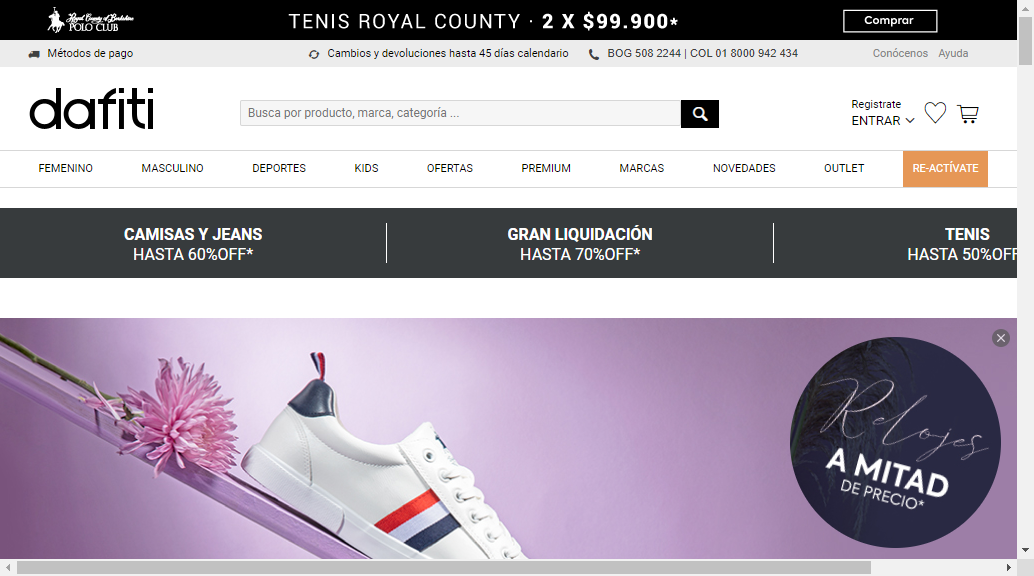 Royal County of Berkshire
POLO CLUB
TENIS ROYAL COUNTY · 2 X $99.900*
Comprar
Métodos de pago
Cambios y devoluciones hasta 45 días calendario
BOG 508 2244 | COL 01 8000 942 434
Conócenos
Ayuda
dafiti
Busca por producto, marca, categoría ...
Registrate
ENTRAR
FEMENINO
MASCULINO
DEPORTES
KIDS
OFERTAS
PREMIUM
MARCAS
NOVEDADES
OUTLET
RE-ACTÍVATE
CAMISAS Y JEANS
HASTA 60%OFF*
GRAN LIQUIDACIÓN
HASTA 70%OFF*
TENIS
HASTA 50%OFF
Relojes
A MITAD
DE PRECIO*